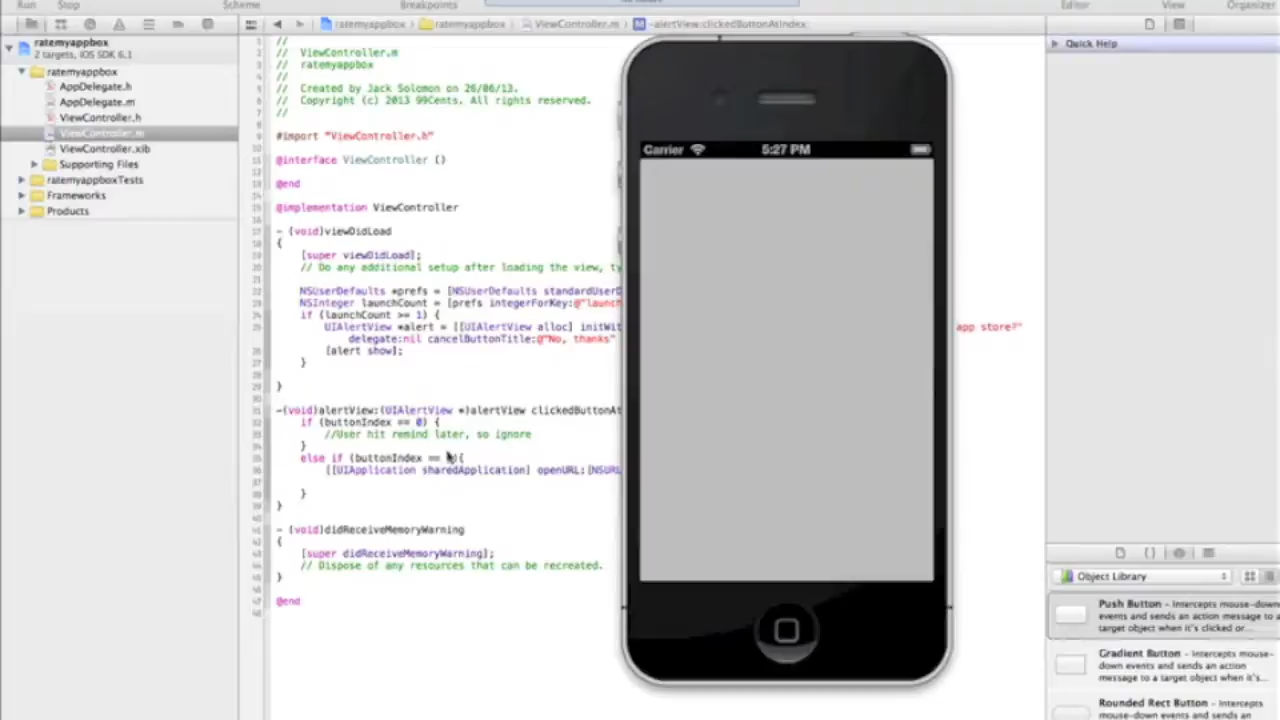 Run
Stop
Scheme
Breakpoints
Editor
View
Organizer
ratemyappbox
ratemyappbox
ViewController.m
-alertView:clickedButtonAtIndex:
ratemyappbox
2 targets, iOS SDK 6.1
ratemyappbox
AppDelegate.h
AppDelegate.m
ViewController.h
ViewController.m
ViewController.xib
Supporting Files
ratemyappboxTests
Frameworks
Products
//
// ViewController.m
// ratemyappbox
//
// Created by Jack Solomon on 26/06/13.
// Copyright (c) 2013 99Cents. All rights reserved.
//
#import "ViewController.h"
@interface ViewController ()
@end
@implementation ViewController
- (void)viewDidLoad
{
[super viewDidLoad];
// Do any additional setup after loading the view, ty
NSUserDefaults *prefs = [NSUserDefaults standardUserD
NSInteger launchCount = [prefs integerForKey:@"launc
if (launchCount >= 1) {
UIAlertView *alert = [[UIAlertView alloc] initWit app store?"
delegate:nil cancelButtonTitle:@"No, thanks"
[alert show];
}
}
-(void)alertView:(UIAlertView *)alertView clickedButtonAt
if (buttonIndex == 0) {
//User hit remind later, so ignore
}
else if (buttonIndex == ){
[[UIApplication sharedApplication] openURL:[NSURL
}
}
- (void)didReceiveMemoryWarning
{
[super didReceiveMemoryWarning];
// Dispose of any resources that can be recreated.
}
@end
Carrier 5:27 PM
Quick Help
{}
Object Library
Push Button - Intercepts mouse-down
events and sends an action message to a
target object when it's clicked or...
Gradient Button - Intercepts mouse-
down events and sends an action
message to a target object when it's...
Rounded Rect Button - Intercepts
mouse-down events and sends an